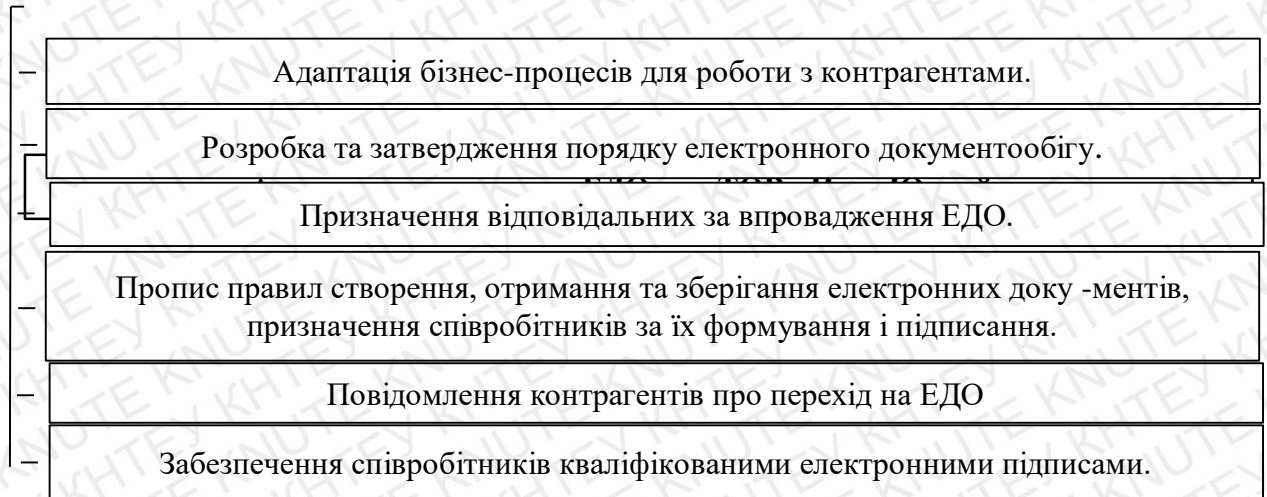 Адаптація бізнес-процесів для роботи з контрагентами.
Розробка та затвердження порядку електронного документообігу.
Призначення відповідальних за впровадження ЕДО.
Пропис правил створення, отримання та зберігання електронних доку -ментів,
призначення співробітників за їх формування і підписання.
Повідомлення контрагентів про перехід на ЕДО
Забезпечення співробітників кваліфікованими електронними підписами.